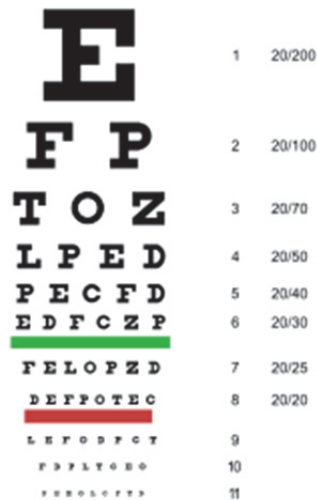 E 1 20/200
F P 2 20/100
T O Z 3 20/70
L P E D 4 20/50
P E C F D 5 20/40
E D F C Z P 6 20/30
F E L O P Z D 7 20/25
D E F P O T E C 8 20/20
L E F O D P C T 9
10
11